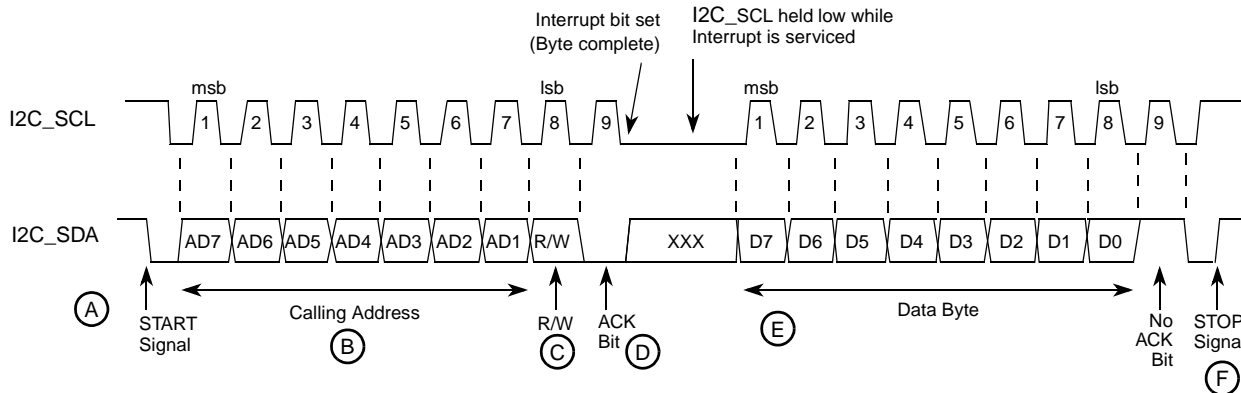 Interrupt bit set
(Byte complete)
I2C_SCL held low while
Interrupt is serviced
msb
lsb
msb
lsb
I2C_SCL
1 2 3 4 5 6 7 8 9 1 2 3 4 5 6 7 8 9
I2C_SDA
AD7 AD6 AD5 AD4 AD3 AD2 AD1 R/W XXX D7 D6 D5 D4 D3 D2 D1 D0
A
START
Signal
Calling Address
B
R/W
C
ACK
Bit
D
E
Data Byte
No
ACK
Bit
STOP
Signal
F